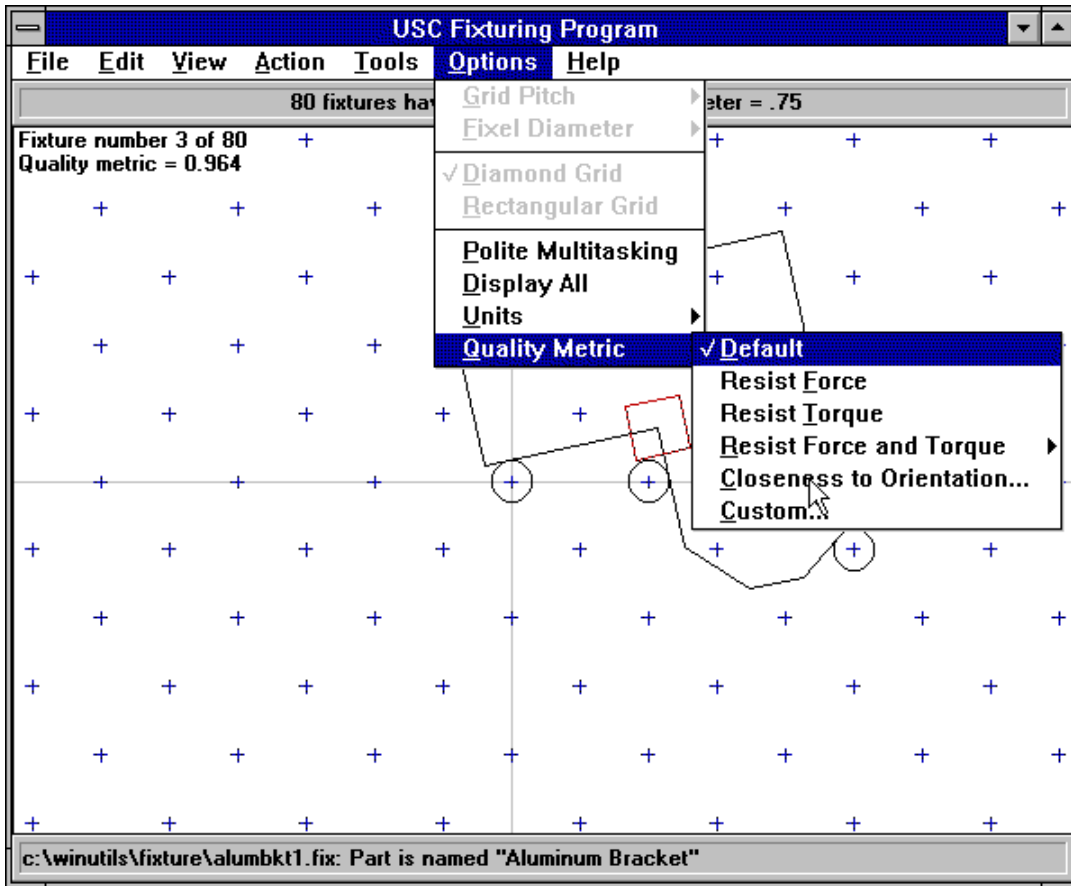 USC Fixturing Program
File Edit View Action Tools Options Help
80 fixtures ha
eter = .75
Fixture number 3 of 80
Quality metric = 0.964
Grid Pitch
Fixel Diameter
✓ Diamond Grid
Rectangular Grid
Polite Multitasking
Display All
Units
Quality Metric
✓ Default
Resist Force
Resist Torque
Resist Force and Torque
Closeness to Orientation...
Custom...
c:\winutils\fixture\alumbkt1.fix: Part is named "Aluminum Bracket"